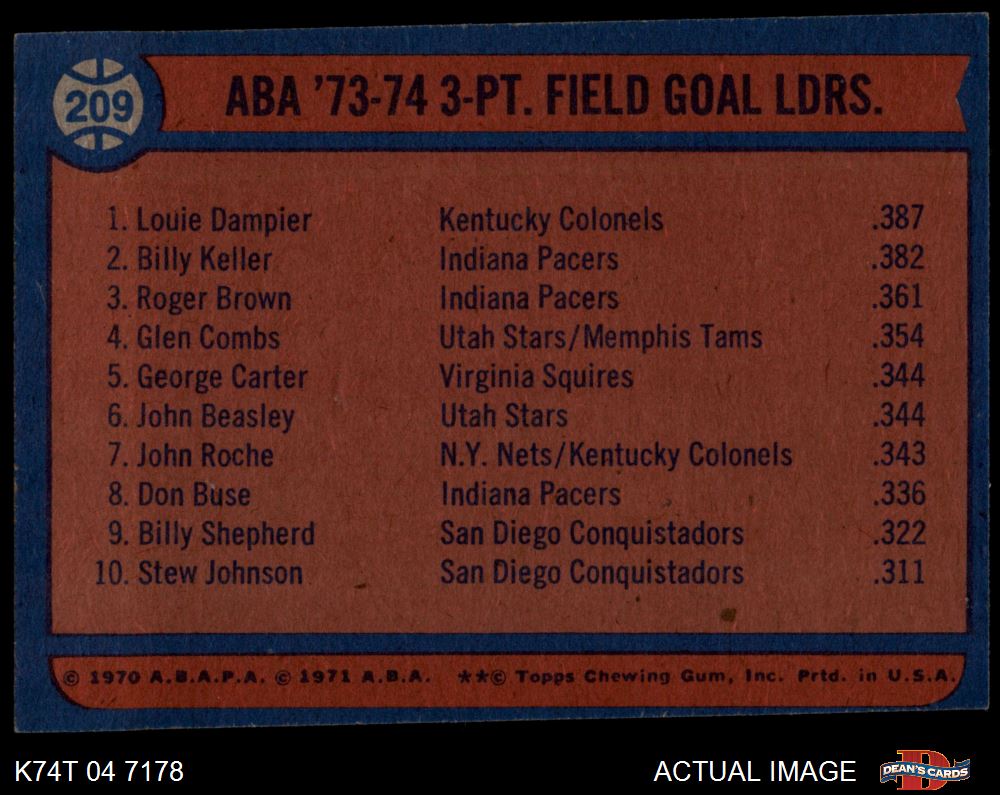 209
ABA '73-74 3-PT. FIELD GOAL LDRS.
1. Louie Dampier Kentucky Colonels .387
2. Billy Keller Indiana Pacers .382
3. Roger Brown Indiana Pacers .361
4. Glen Combs Utah Stars/Memphis Tams .354
5. George Carter Virginia Squires .344
6. John Beasley Utah Stars .344
7. John Roche N.Y. Nets/Kentucky Colonels .343
8. Don Buse Indiana Pacers .336
9. Billy Shepherd San Diego Conquistadors .322
10. Stew Johnson San Diego Conquistadors .311
© 1970 A.B.A.P.A. © 1971 A.B.A. **© Topps Chewing Gum, Inc. Prtd. in U.S.A.
K74T 04 7178 ACTUAL IMAGE D DEAN'S CARDS